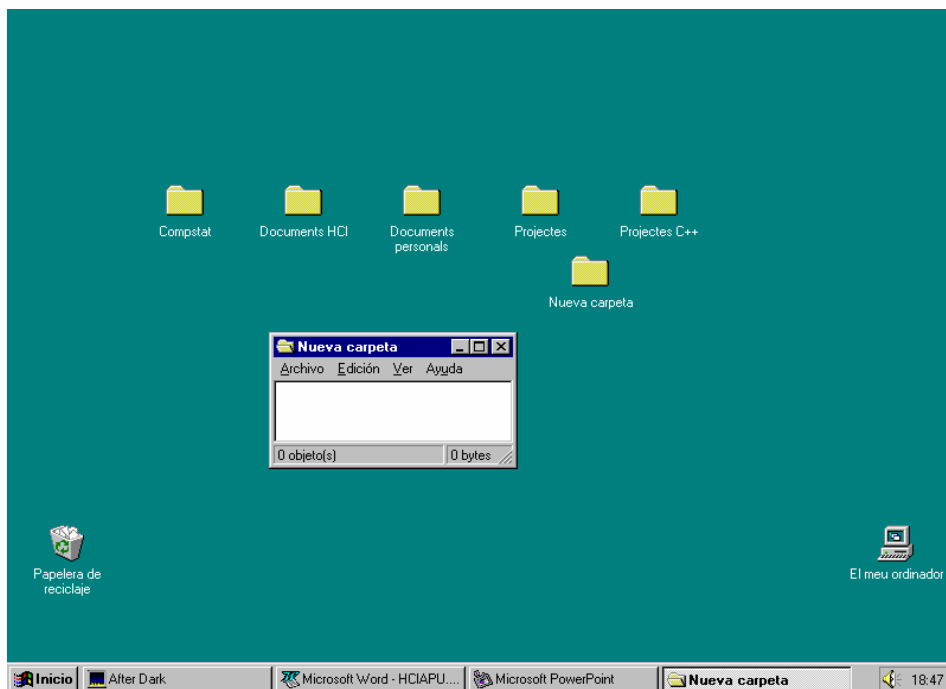 Compstat
Documents HCI
Documents
personals
Projectes
Projectes C++
Nueva carpeta
Nueva carpeta
Archivo Edición Ver Ayuda
0 objeto(s) 0 bytes
Papelera de
reciclaje
El meu ordinador
Inicio After Dark Microsoft Word - HCIAPU.... Microsoft PowerPoint Nueva carpeta 18:47